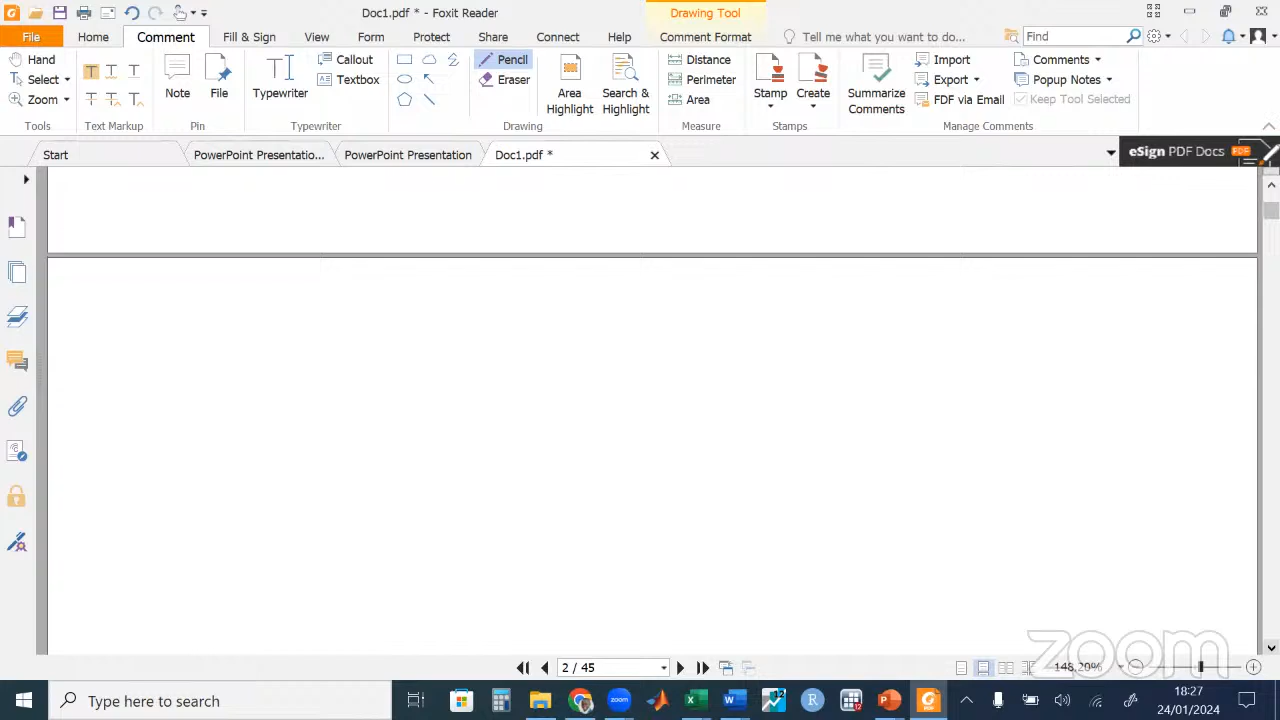 Doc1.pdf * - Foxit Reader
Drawing Tool
File
Home
Comment
Fill & Sign
View
Form
Protect
Share
Connect
Help
Comment Format
Tell me what you want to do...
Find
Hand
Select
Zoom
Tools
Text Markup
Note
File
Pin
Typewriter
Callout
Textbox
Typewriter
Pencil
Eraser
Area Highlight
Search & Highlight
Drawing
Distance
Perimeter
Area
Measure
Stamp
Create
Stamps
Summarize Comments
Import
Export
FDF via Email
Comments
Popup Notes
Keep Tool Selected
Manage Comments
Start
PowerPoint Presentatio...
PowerPoint Presentation
Doc1.pdf *
eSign PDF Docs
PDF
zoom
2 / 45
148.20%
Type here to search
zoom
12
18:27
24/01/2024